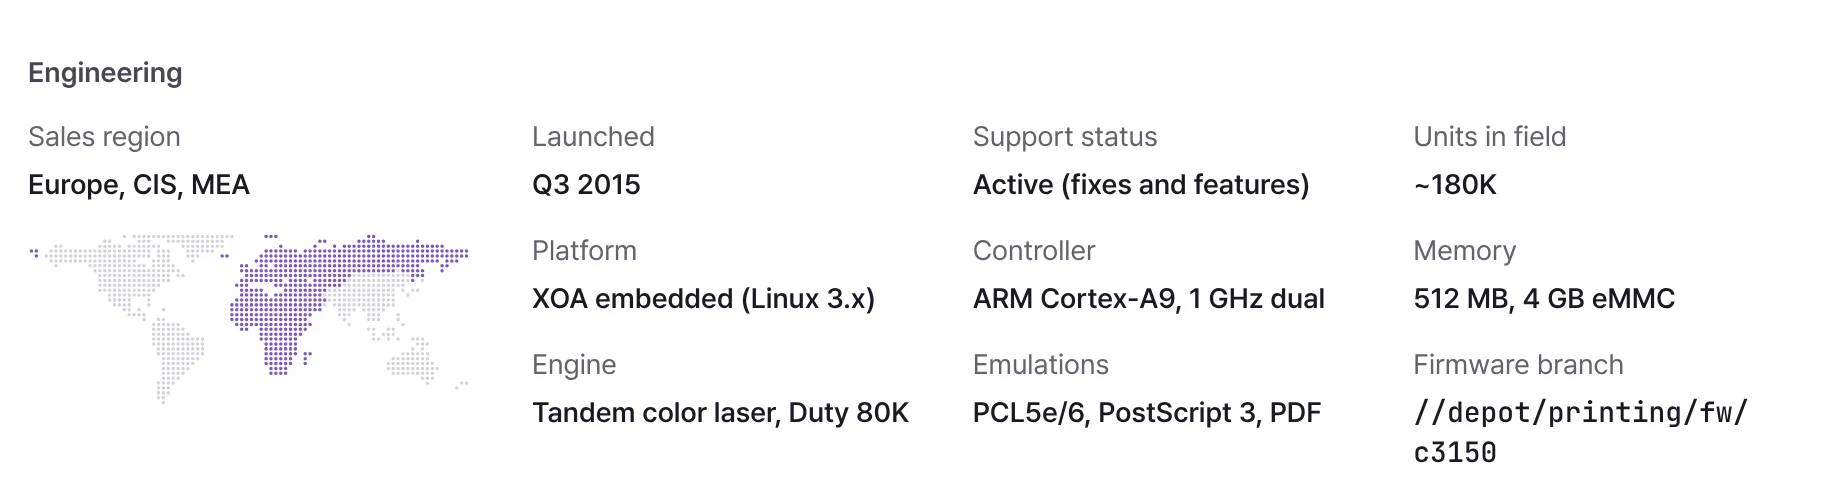 Engineering
Sales region
Europe, CIS, MEA
Launched
Q3 2015
Support status
Active (fixes and features)
Units in field
~180K
Platform
XOA embedded (Linux 3.x)
Controller
ARM Cortex-A9, 1 GHz dual
Memory
512 MB, 4 GB eMMC
Engine
Tandem color laser, Duty 80K
Emulations
PCL5e/6, PostScript 3, PDF
Firmware branch
//depot/printing/fw/
c3150